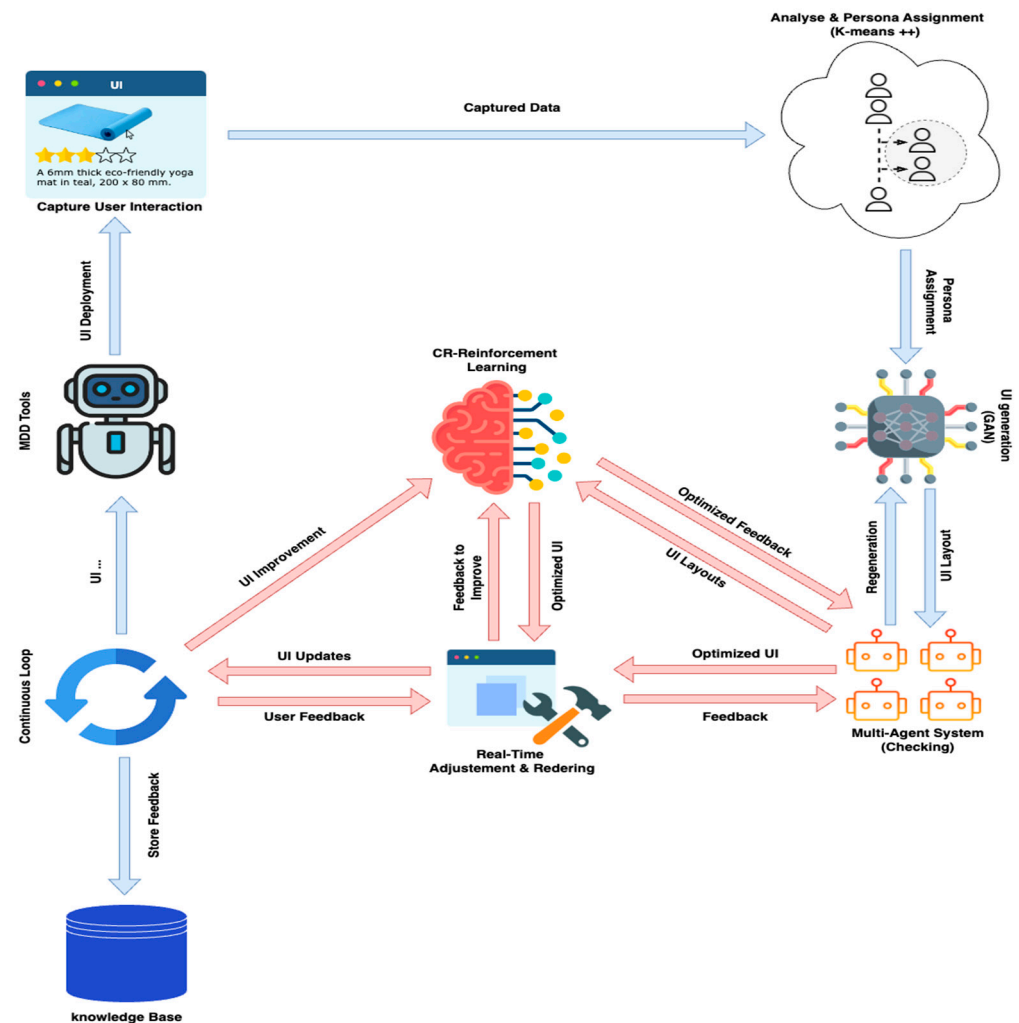 Analyse & Persona Assignment
(K-means ++)
UI
A 6mm thick eco-friendly yoga
mat in teal, 200 x 80 mm.
Capture User Interaction
Captured Data
UI Deployment
Persona
Assignment
MDD Tools
CR-Reinforcement
Learning
UI generation
(GAN)
UI ...
UI Improvement
Feedback to
Improve
Optimized UI
Optimized Feedback
UI Layouts
Regeneration
UI Layout
Continuous Loop
UI Updates
User Feedback
Optimized UI
Feedback
Real-Time
Adjustement & Redering
Multi-Agent System
(Checking)
Store Feedback
knowledge Base